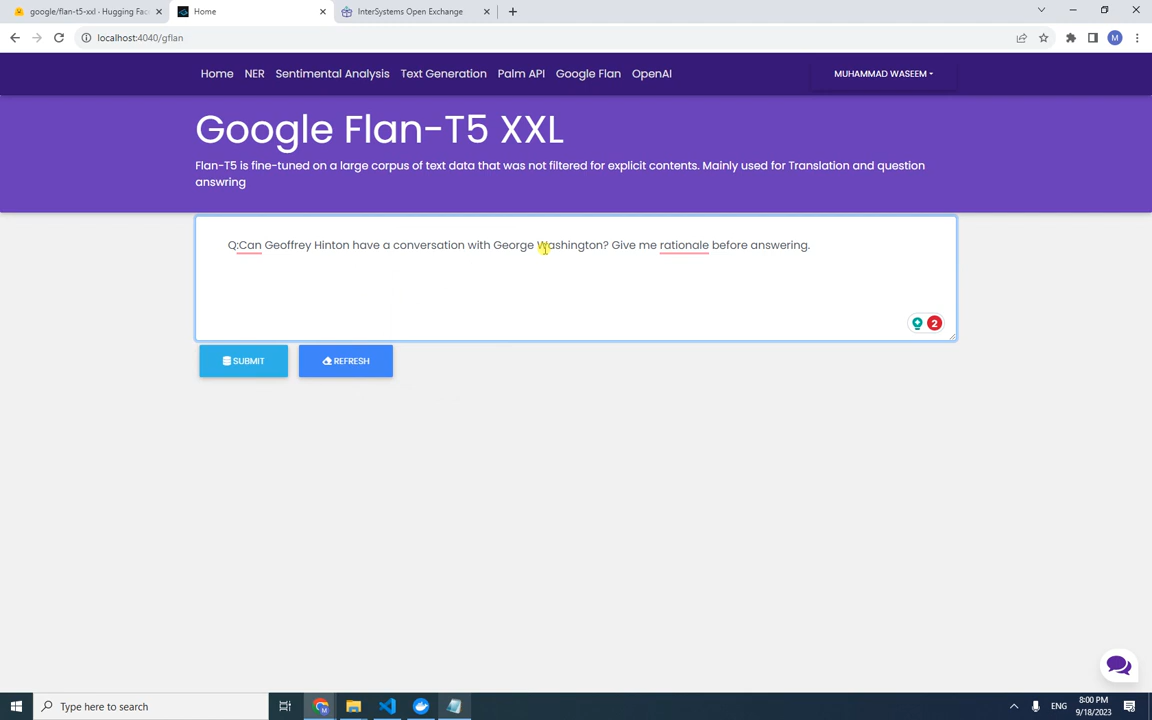 google/flan-t5-xxl · Hugging Fac
Home
InterSystems Open Exchange
localhost:4040/gflan
M
Home
NER
Sentimental Analysis
Text Generation
Palm API
Google Flan
OpenAI
MUHAMMAD WASEEM
Google Flan-T5 XXL
Flan-T5 is fine-tuned on a large corpus of text data that was not filtered for explicit contents. Mainly used for Translation and question
answring
Q:Can Geoffrey Hinton have a conversation with George Washington? Give me rationale before answering.
2
SUBMIT
REFRESH
Type here to search
ENG
8:00 PM
9/18/2023